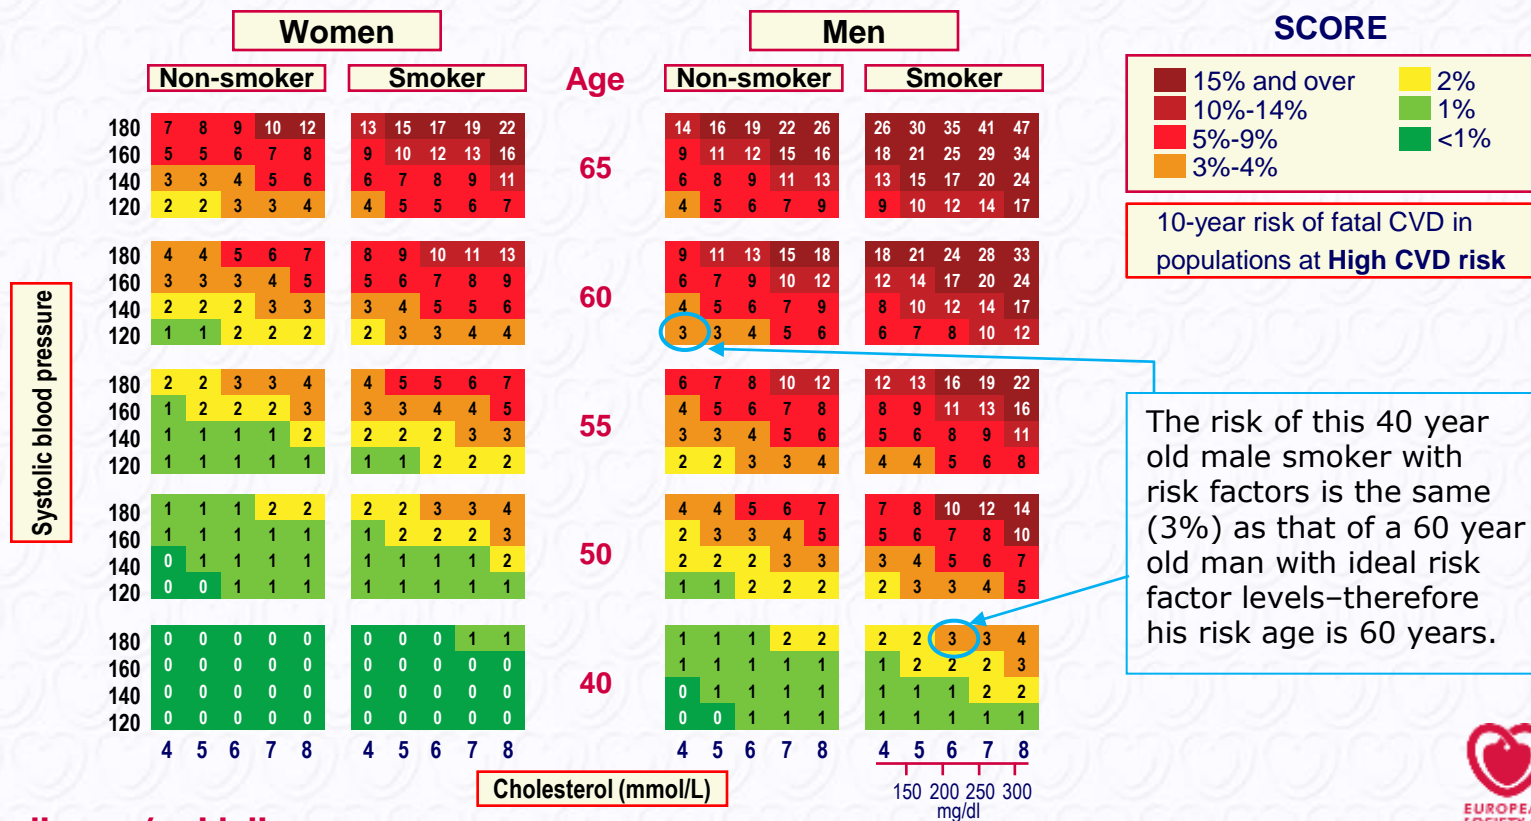 Women Men SCORE
Non-smoker Smoker Age Non-smoker Smoker
15% and over 2%
10%-14% 1%
5%-9% <1%
3%-4%
10-year risk of fatal CVD in
populations at High CVD risk
Systolic blood pressure
180 7 8 9 10 12 13 15 17 19 22 14 16 19 22 26 26 30 35 41 47
160 5 5 6 7 8 9 10 12 13 16 9 11 12 15 16 18 21 25 29 34
65
140 3 3 4 5 6 6 7 8 9 11 6 8 9 11 13 13 15 17 20 24
120 2 2 3 3 4 4 5 5 6 7 4 5 6 7 9 9 10 12 14 17
180 4 4 5 6 7 8 9 10 11 13 9 11 13 15 18 18 21 24 28 33
160 3 3 3 4 5 5 6 7 8 9 6 7 9 10 12 12 14 17 20 24
60
140 2 2 2 3 3 3 4 5 5 6 4 5 6 7 9 8 10 12 14 17
120 1 1 2 2 2 2 3 3 4 4 3 3 4 5 6 6 7 8 10 12
180 2 2 3 3 4 4 5 5 6 7 6 7 8 10 12 12 13 16 19 22
160 1 2 2 2 3 3 3 4 4 5 4 5 6 7 8 8 9 11 13 16
55
140 1 1 1 1 2 2 2 2 3 3 3 3 4 5 6 5 6 8 9 11
120 1 1 1 1 1 1 1 2 2 2 2 2 3 3 4 4 4 5 6 8
180 1 1 1 2 2 2 2 3 3 4 4 4 5 6 7 7 8 10 12 14
160 1 1 1 1 1 1 2 2 2 3 2 3 3 4 5 5 6 7 8 10
50
140 0 1 1 1 1 1 1 1 1 2 2 2 2 3 3 3 4 5 6 7
120 0 0 1 1 1 1 1 1 1 1 1 1 2 2 2 2 3 3 4 5
180 0 0 0 0 0 0 0 0 1 1 1 1 1 2 2 2 2 3 3 4
160 0 0 0 0 0 0 0 0 0 0 1 1 1 1 1 1 2 2 2 3
40
140 0 0 0 0 0 0 0 0 0 0 0 1 1 1 1 1 1 1 2 2
120 0 0 0 0 0 0 0 0 0 0 0 0 1 1 1 1 1 1 1 1
4 5 6 7 8 4 5 6 7 8 4 5 6 7 8 4 5 6 7 8
Cholesterol (mmol/L)
150 200 250 300
mg/dl
The risk of this 40 year
old male smoker with
risk factors is the same
(3%) as that of a 60 year
old man with ideal risk
factor levels–therefore
his risk age is 60 years.